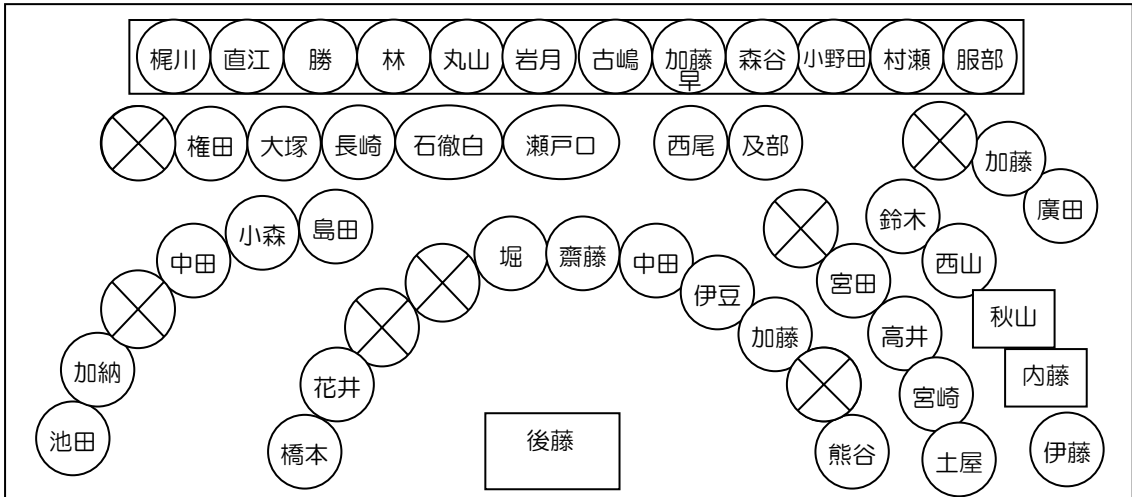 梶川 直江 勝 林 丸山 岩月 古嶋 加藤早 森谷 小野田 村瀬 服部
権田 大塚 長崎 石徹白 瀬戸口 西尾 及部 加藤 廣田
池田 加納 中田 小森 島田
橋本 花井 堀 齋藤 中田 伊豆 加藤 熊谷
宮田 高井 宮崎 土屋
鈴木 西山 秋山 内藤 伊藤
後藤